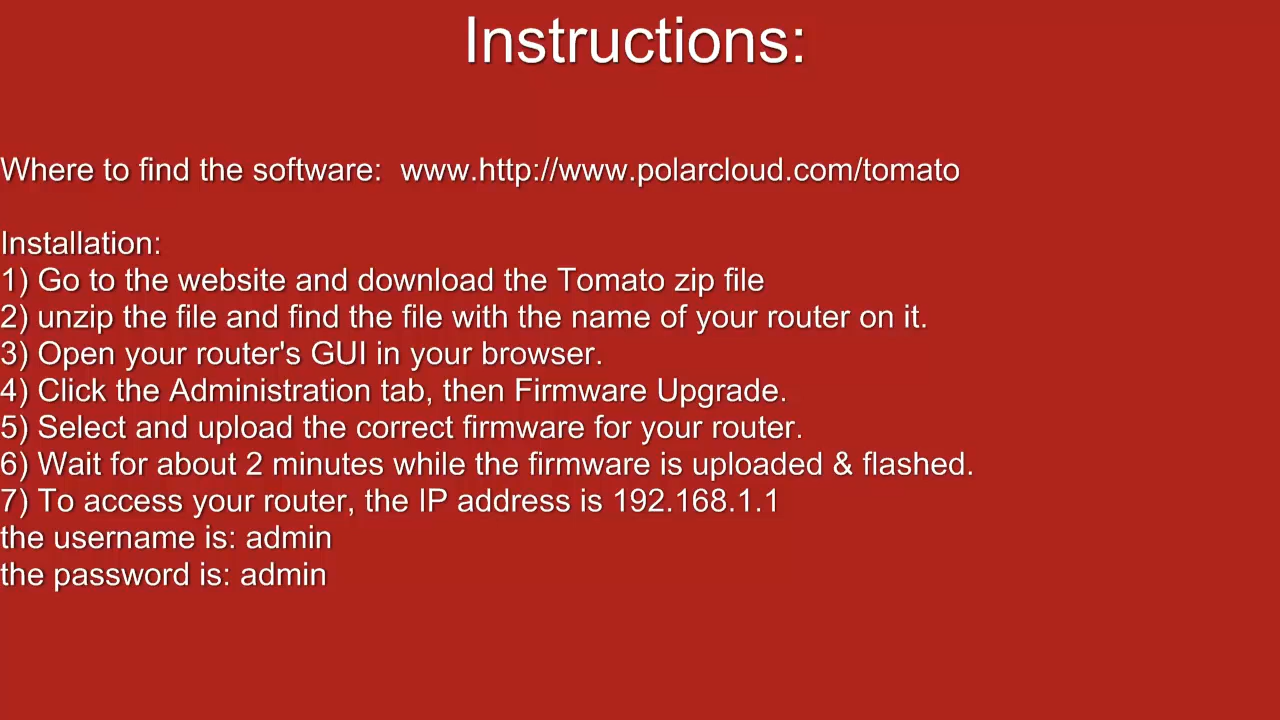 Instructions:
Where to find the software:  www.http://www.polarcloud.com/tomato
Installation:
1) Go to the website and download the Tomato zip file
2) unzip the file and find the file with the name of your router on it.
3) Open your router's GUI in your browser.
4) Click the Administration tab, then Firmware Upgrade.
5) Select and upload the correct firmware for your router.
6) Wait for about 2 minutes while the firmware is uploaded & flashed.
7) To access your router, the IP address is 192.168.1.1
the username is: admin
the password is: admin